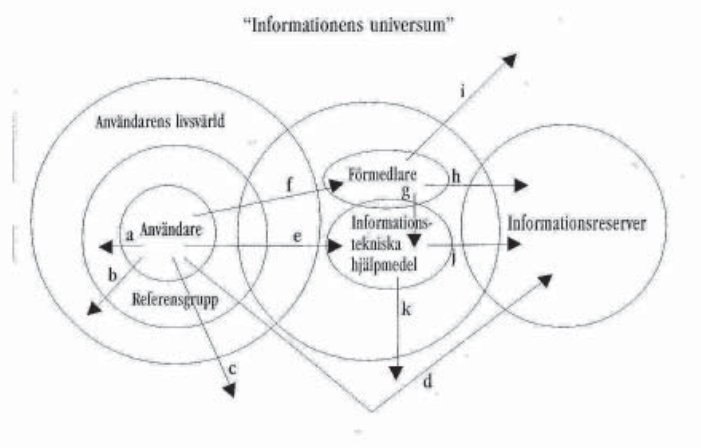 “Informationens universum”
i
Användarens livsvärld
Förmedlare
h
f
g
Användare
Informations-
tekniska
hjälpmedel
Informationsreserver
a
e
j
b
Referensgrupp
k
c
d